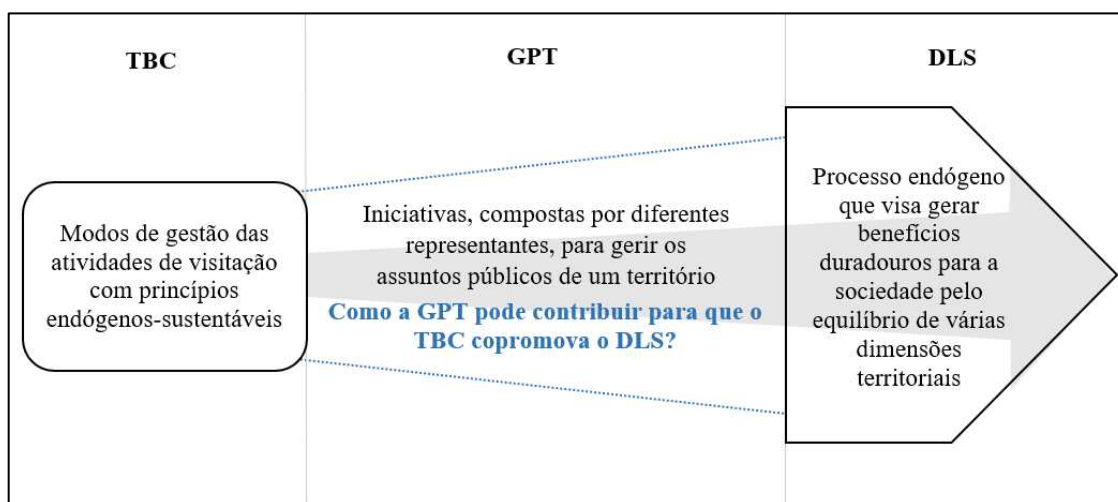 TBC
GPT
DLS
Modos de gestão das
atividades de visitação
com princípios
endógenos-sustentáveis
Iniciativas, compostas por diferentes
representantes, para gerir os
assuntos públicos de um território
Como a GPT pode contribuir para que o
TBC copromova o DLS?
Processo endógeno
que visa gerar
benefícios
duradouros para a
sociedade pelo
equilíbrio de várias
dimensões
territoriais